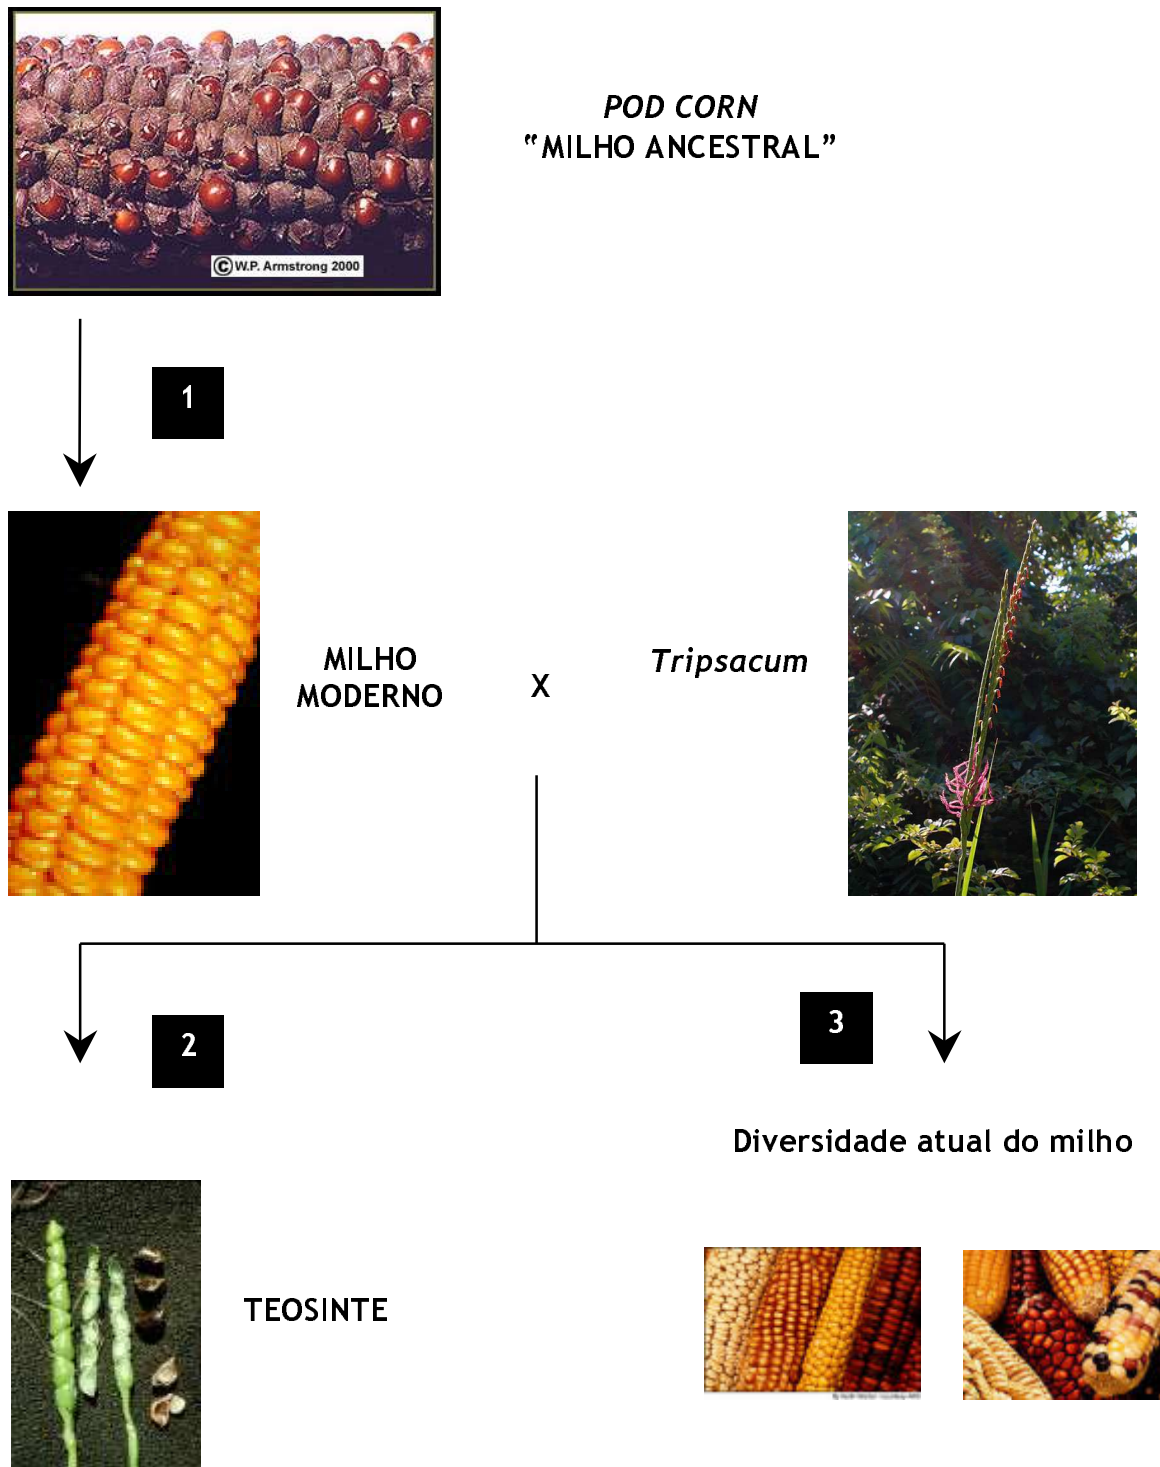 POD CORN
“MILHO ANCESTRAL”
© W.P. Armstrong 2000
1
MILHO
MODERNO
X
Tripsacum
2
3
Diversidade atual do milho
TEOSINTE